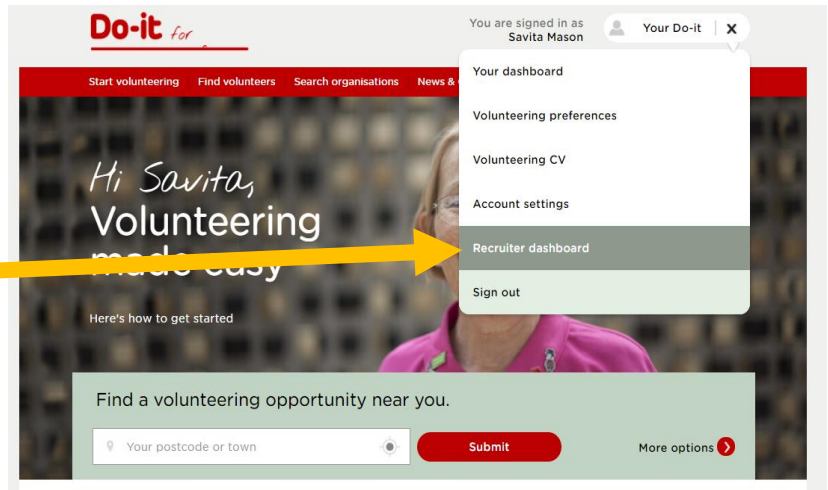 Do-it for
You are signed in as
Savita Mason
Your Do-it
X
Start volunteering Find volunteers Search organisations News &
Your dashboard
Volunteering preferences
Volunteering CV
Account settings
Recruiter dashboard
Sign out
Hi Savita,
Volunteering
made easy
Here's how to get started
Find a volunteering opportunity near you.
Your postcode or town
Submit
More options